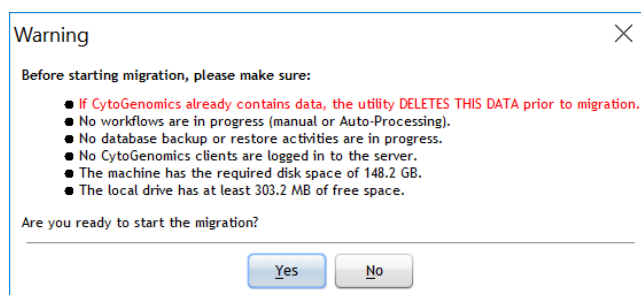 Warning
Before starting migration, please make sure:
● If CytoGenomics already contains data, the utility DELETES THIS DATA prior to migration.
● No workflows are in progress (manual or Auto-Processing).
● No database backup or restore activities are in progress.
● No CytoGenomics clients are logged in to the server.
● The machine has the required disk space of 148.2 GB.
● The local drive has at least 303.2 MB of free space.
Are you ready to start the migration?
Yes No